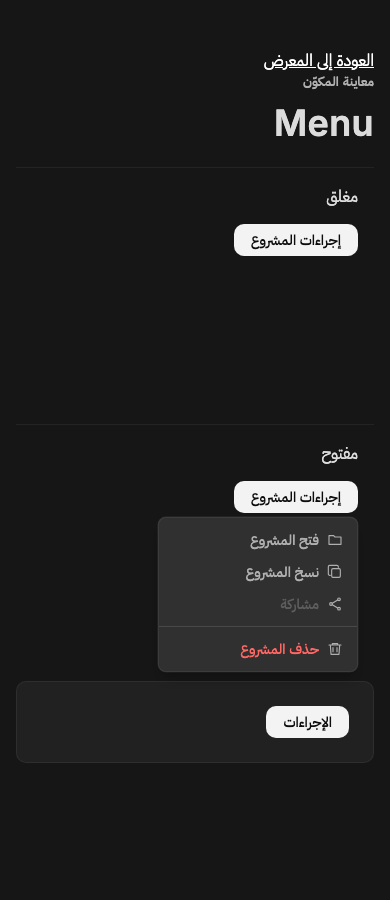 العودة إلى المعرض
معاينة المكوّن
Menu
مغلق
إجراءات المشروع
مفتوح
إجراءات المشروع
فتح المشروع
نسخ المشروع
مشاركة
حذف المشروع
الإجراءات